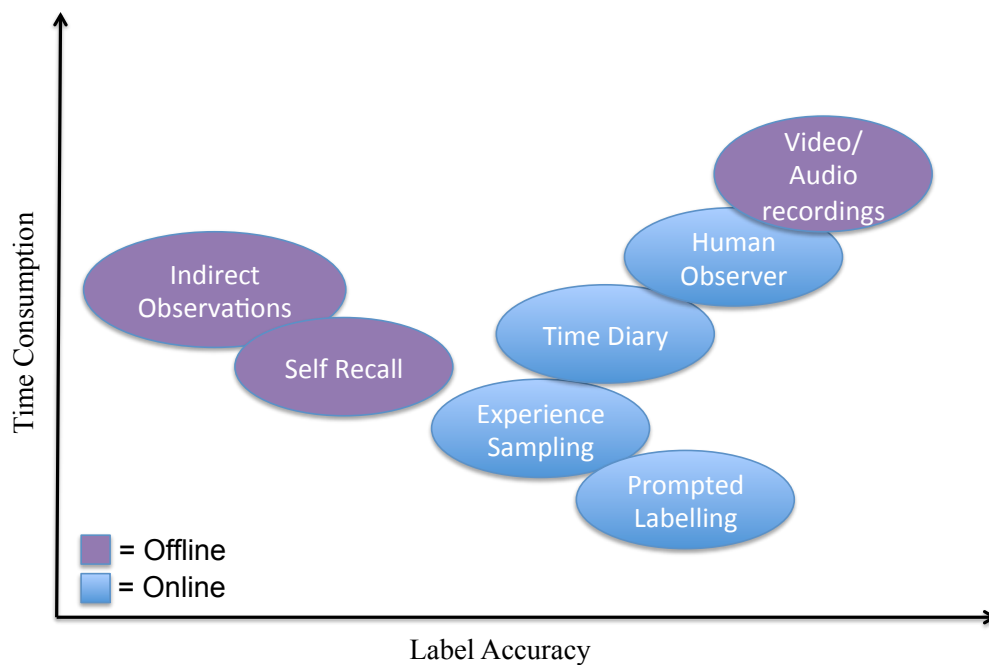 Time Consumption
Video/
Audio
recordings
Human
Observer
Indirect
Observations
Time Diary
Self Recall
Experience
Sampling
Prompted
Labelling
= Offline
= Online
Label Accuracy